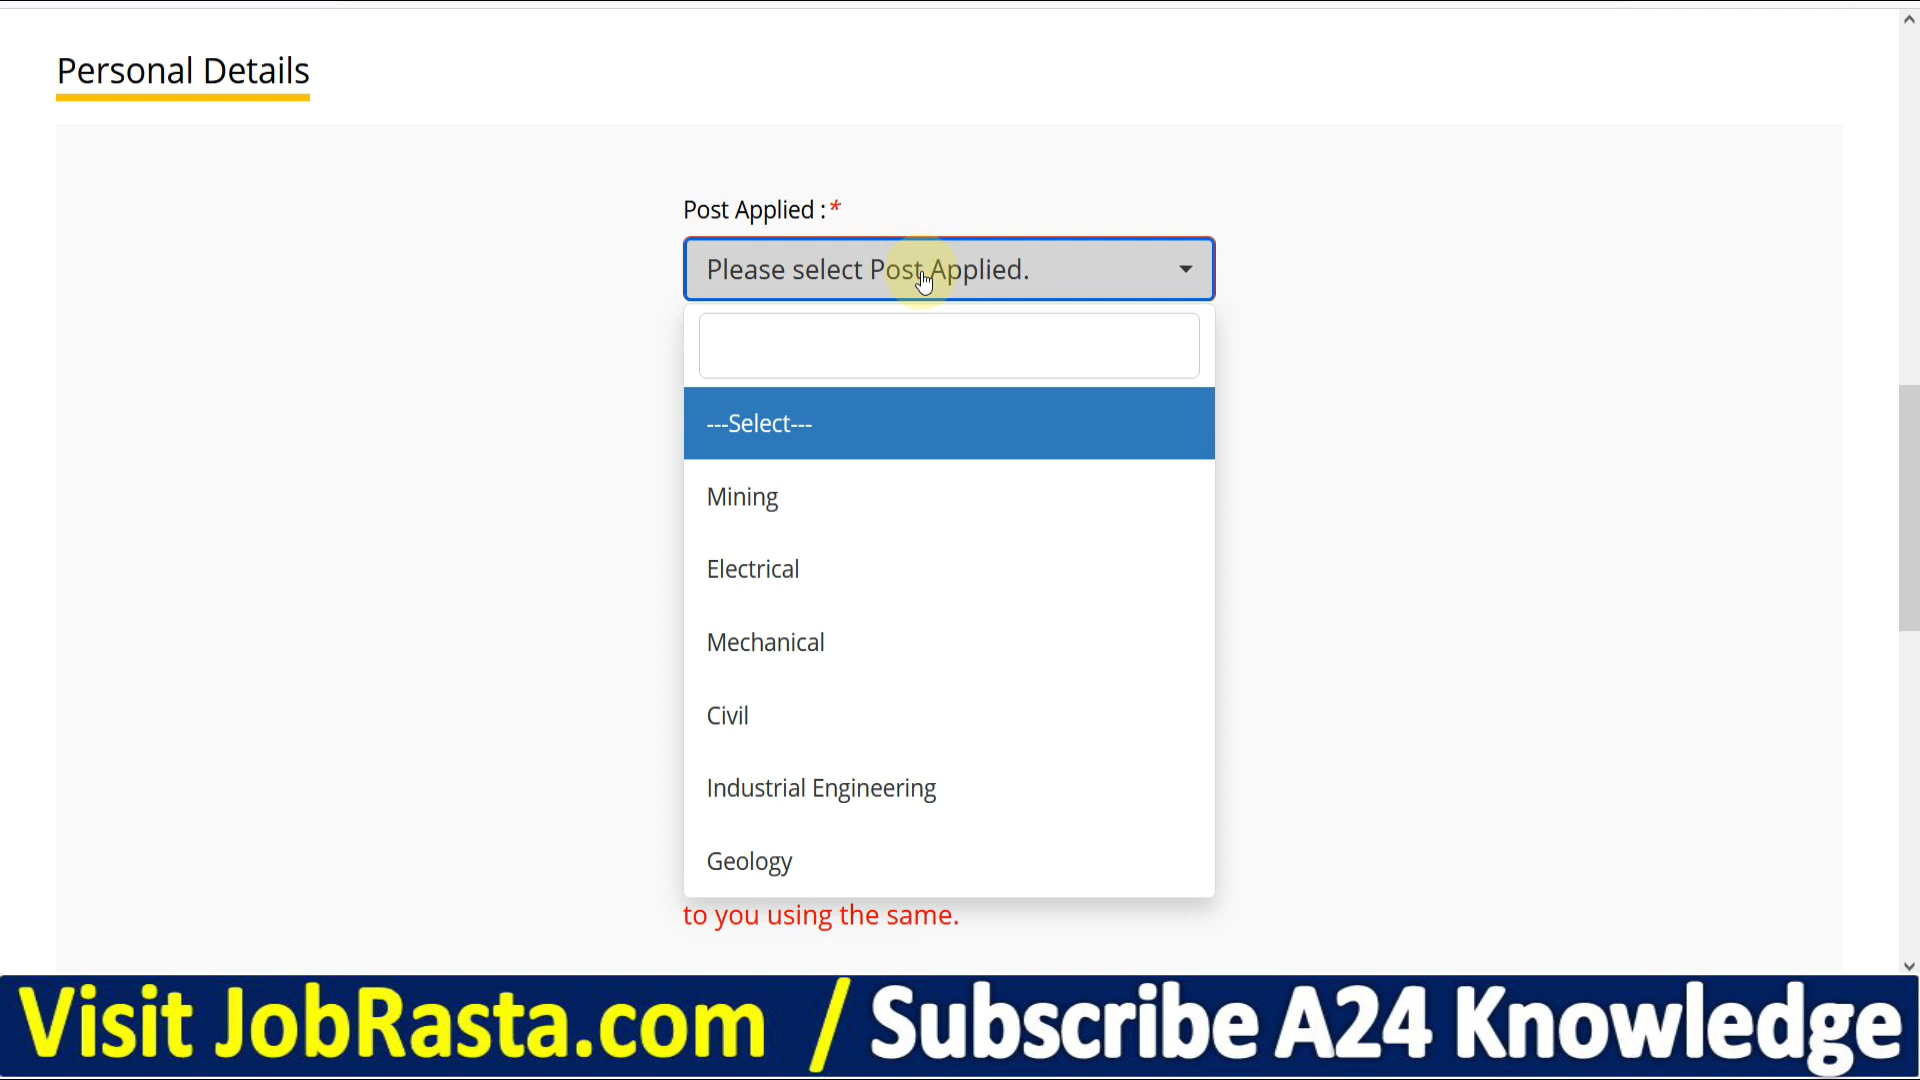 Personal Details
Post Applied :*
Please select Post Applied.
---Select---
Mining
Electrical
Mechanical
Civil
Industrial Engineering
Geology
to you using the same.
Visit JobRasta.com / Subscribe A24 Knowledge